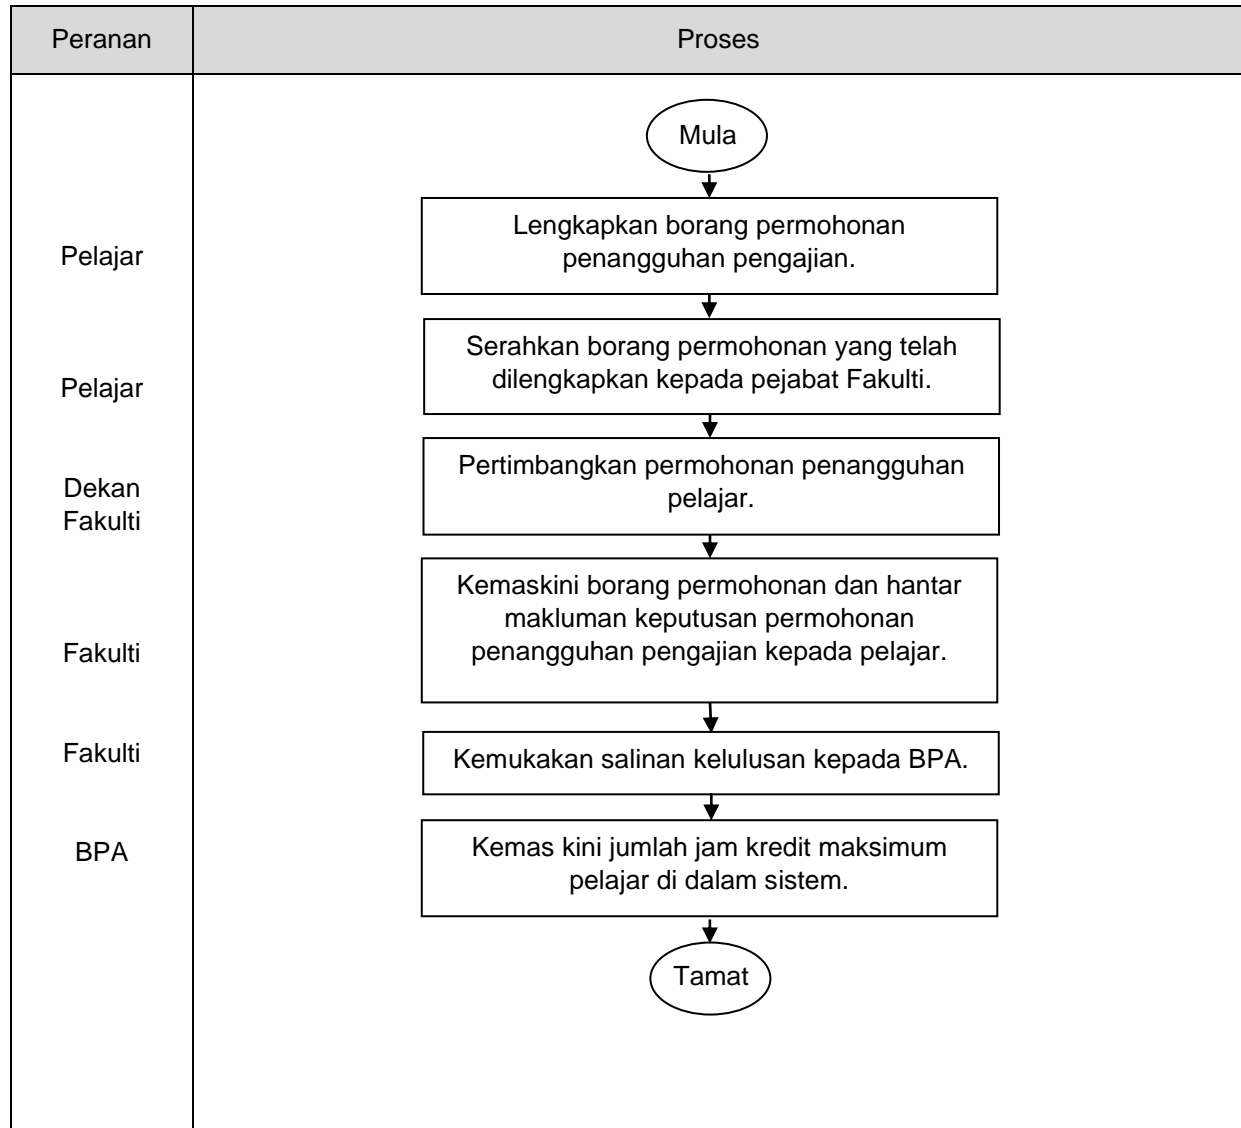 Peranan
Proses
Mula
Pelajar
Lengkapkan borang permohonan
penangguhan pengajian.
Pelajar
Serahkan borang permohonan yang telah
dilengkapkan kepada pejabat Fakulti.
Dekan
Fakulti
Pertimbangkan permohonan penangguhan
pelajar.
Fakulti
Kemaskini borang permohonan dan hantar
makluman keputusan permohonan
penangguhan pengajian kepada pelajar.
Fakulti
Kemukakan salinan kelulusan kepada BPA.
BPA
Kemas kini jumlah jam kredit maksimum
pelajar di dalam sistem.
Tamat